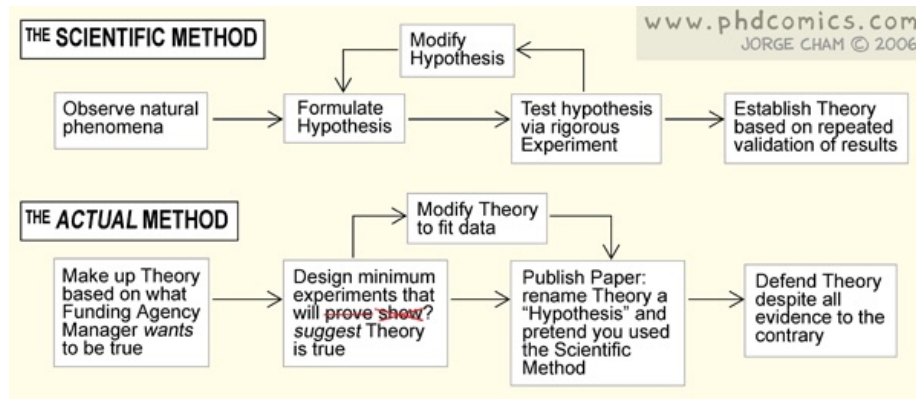 www.phdcomics.com
JORGE CHAM © 2006
THE SCIENTIFIC METHOD
Modify
Hypothesis
Observe natural
phenomena
Formulate
Hypothesis
Test hypothesis
via rigorous
Experiment
Establish Theory
based on repeated
validation of results
THE ACTUAL METHOD
Modify Theory
to fit data
Make up Theory
based on what
Funding Agency
Manager wants
to be true
Design minimum
experiments that
will prove show?
suggest Theory
is true
Publish Paper:
rename Theory a
“Hypothesis” and
pretend you used
the Scientific
Method
Defend Theory
despite all
evidence to the
contrary